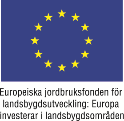 Europeiska jordbruksfonden för
landsbygdsutveckling: Europa
investerar i landsbygdsområden